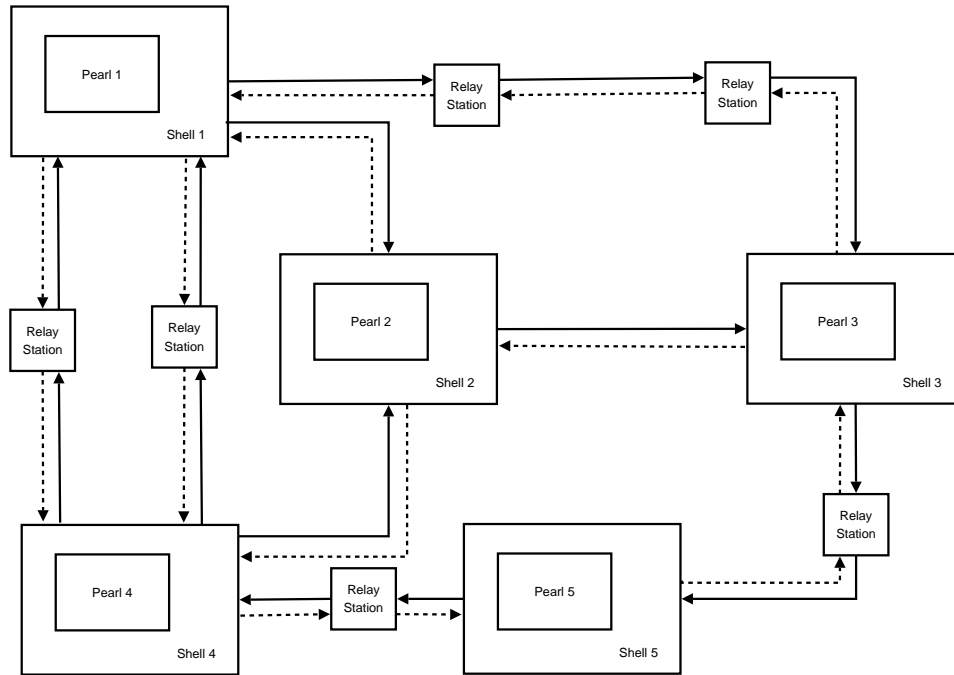 Pearl 1
Shell 1
Relay
Station
Relay
Station
Relay
Station
Relay
Station
Pearl 2
Shell 2
Pearl 3
Shell 3
Relay
Station
Pearl 4
Shell 4
Relay
Station
Pearl 5
Shell 5